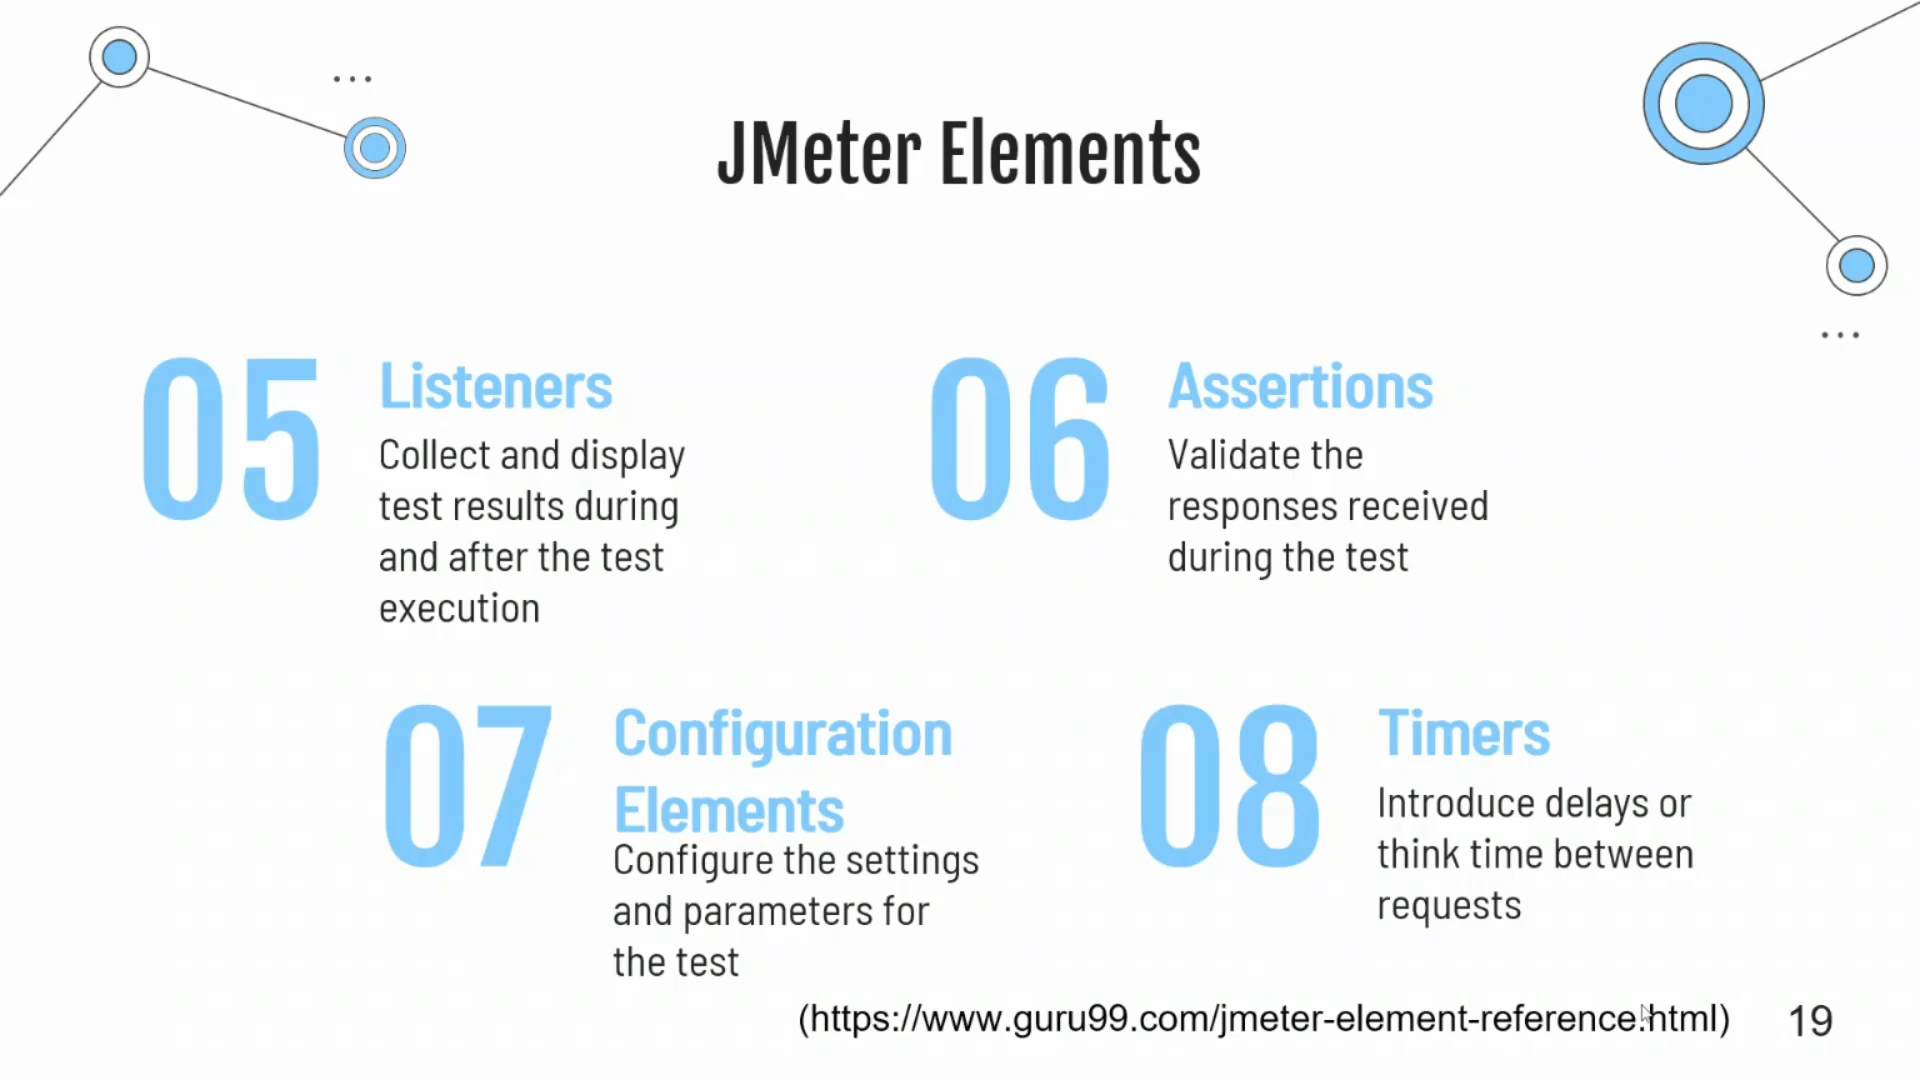 JMeter Elements
05
Listeners
Collect and display
test results during
and after the test
execution
06
Assertions
Validate the
responses received
during the test
07
Configuration
Elements
Configure the settings
and parameters for
the test
08
Timers
Introduce delays or
think time between
requests
(https://www.guru99.com/jmeter-element-reference.html)
19